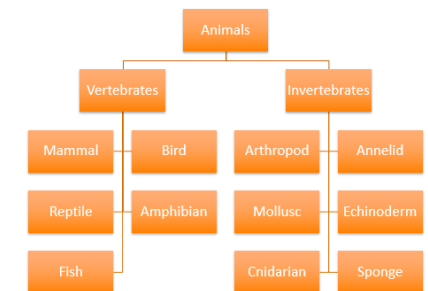 Animals
Vertebrates
Invertebrates
Mammal
Bird
Arthropod
Annelid
Reptile
Amphibian
Mollusc
Echinoderm
Fish
Cnidarian
Sponge